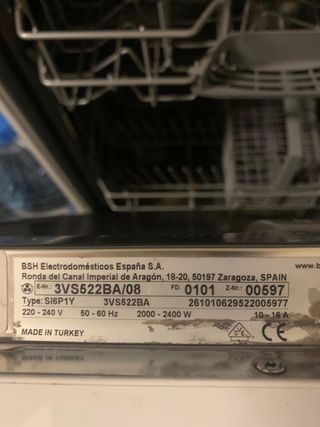 BSH Electrodomésticos España S.A.
Ronda del Canal Imperial de Aragón, 18-20, 50197 Zaragoza, SPAIN
E-Nr. 3VS522BA/08 FD: 0101 Z-Nr. 00597
Type: SI6P1Y 3VS522BA 261010629522005977
220 - 240 V 50 - 60 Hz 2000 - 2400 W 10 - 16 A
MADE IN TURKEY